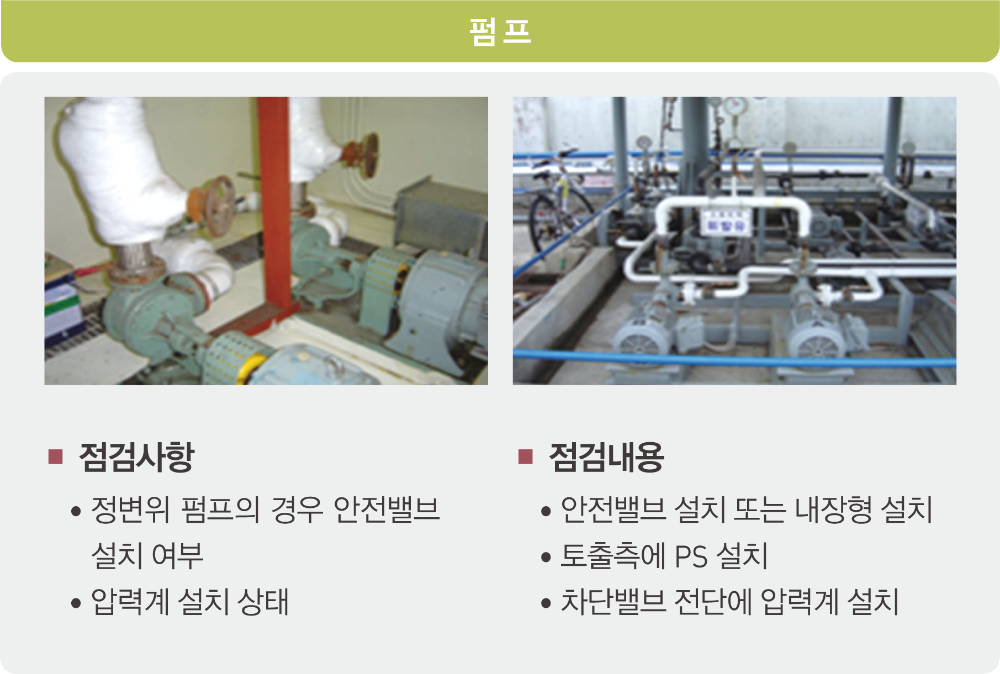 펌프
휘발유
■ 점검사항
• 정변위 펌프의 경우 안전밸브
설치 여부
• 압력계 설치 상태
■ 점검내용
• 안전밸브 설치 또는 내장형 설치
• 토출측에 PS 설치
• 차단밸브 전단에 압력계 설치